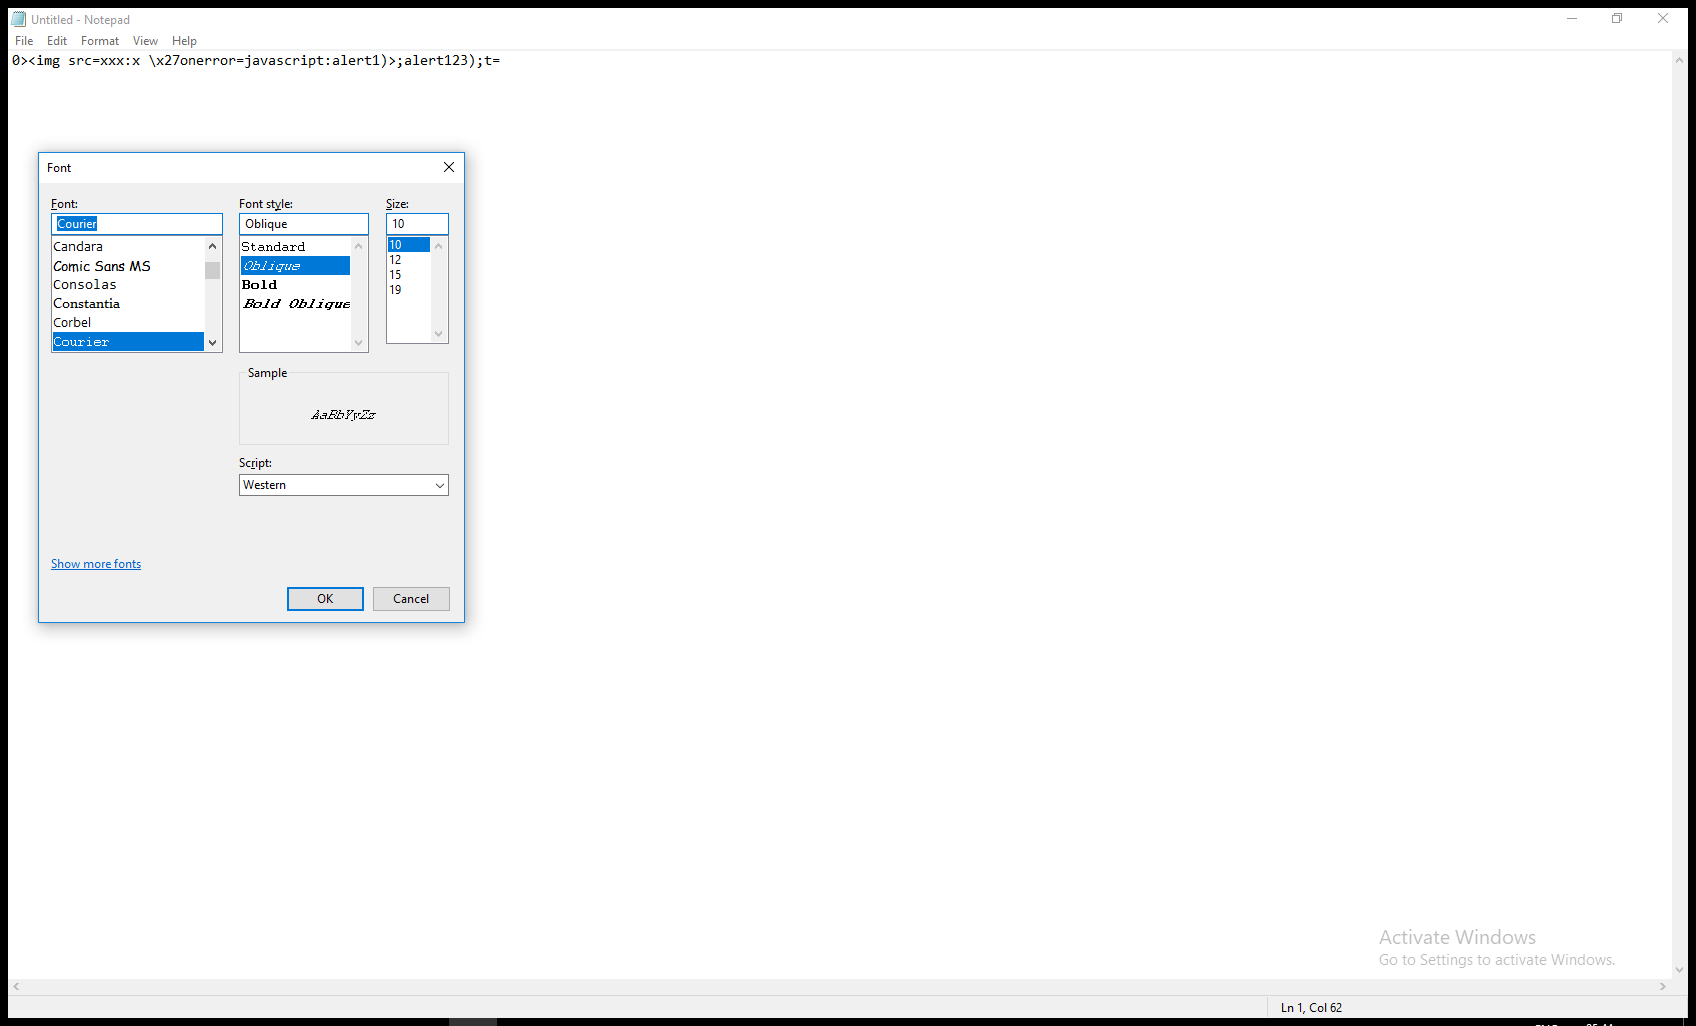 Untitled - Notepad
File Edit Format View Help
0><img src=xxx:x \x27onerror=javascript:alert1)>;alert123);t=
Font
Font: Font style: Size:
Courier Oblique 10
Candara
Comic Sans MS
Consolas
Constantia
Corbel
Courier
Standard
Oblique
Bold
Bold Oblique
10
12
15
19
Sample
AaBbYyZz
Script:
Western
Show more fonts
OK Cancel
Activate Windows
Go to Settings to activate Windows.
Ln 1, Col 62